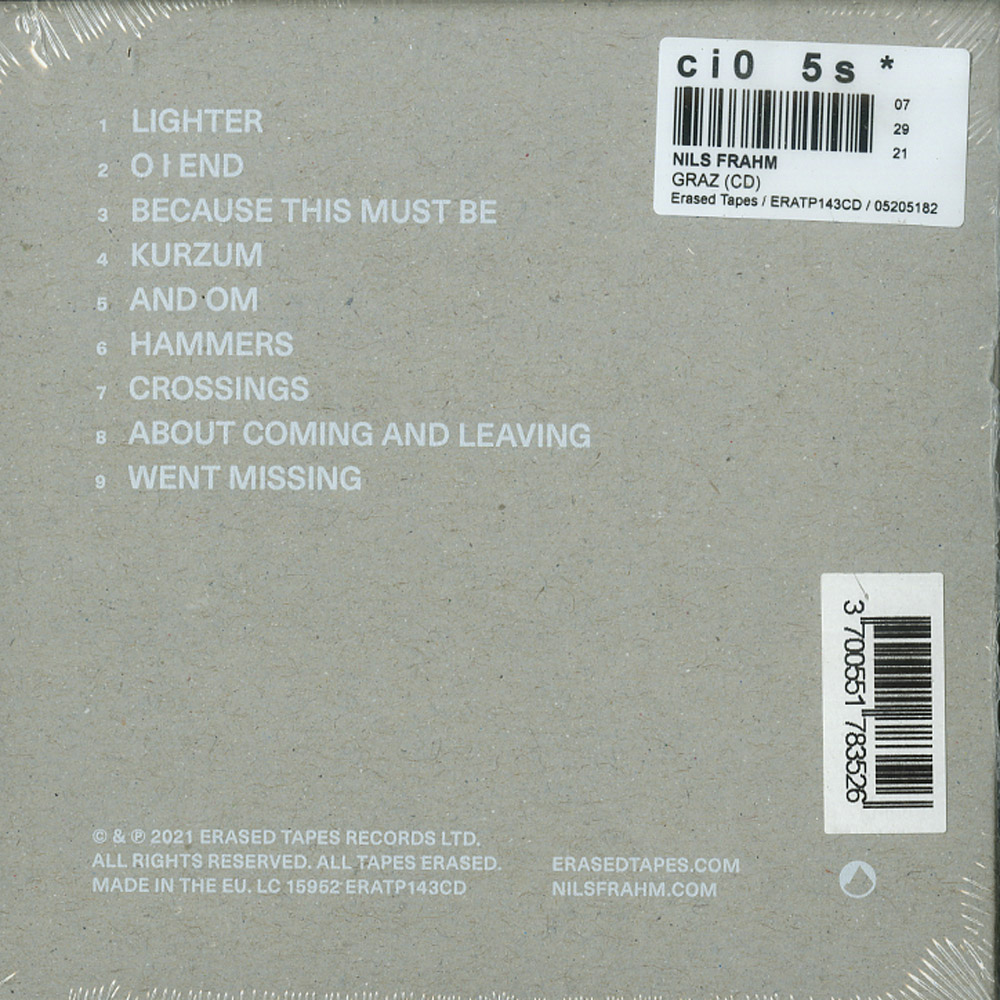 c i 0 5 s *
07
29
21
NILS FRAHM
GRAZ (CD)
Erased Tapes / ERATP143CD / 05205182
1 LIGHTER
2 O I END
3 BECAUSE THIS MUST BE
4 KURZUM
5 AND OM
6 HAMMERS
7 CROSSINGS
8 ABOUT COMING AND LEAVING
9 WENT MISSING
3 700551 783526
© & ℗ 2021 ERASED TAPES RECORDS LTD.
ALL RIGHTS RESERVED. ALL TAPES ERASED.
MADE IN THE EU. LC 15952 ERATP143CD
ERASEDTAPES.COM
NILSFRAHM.COM